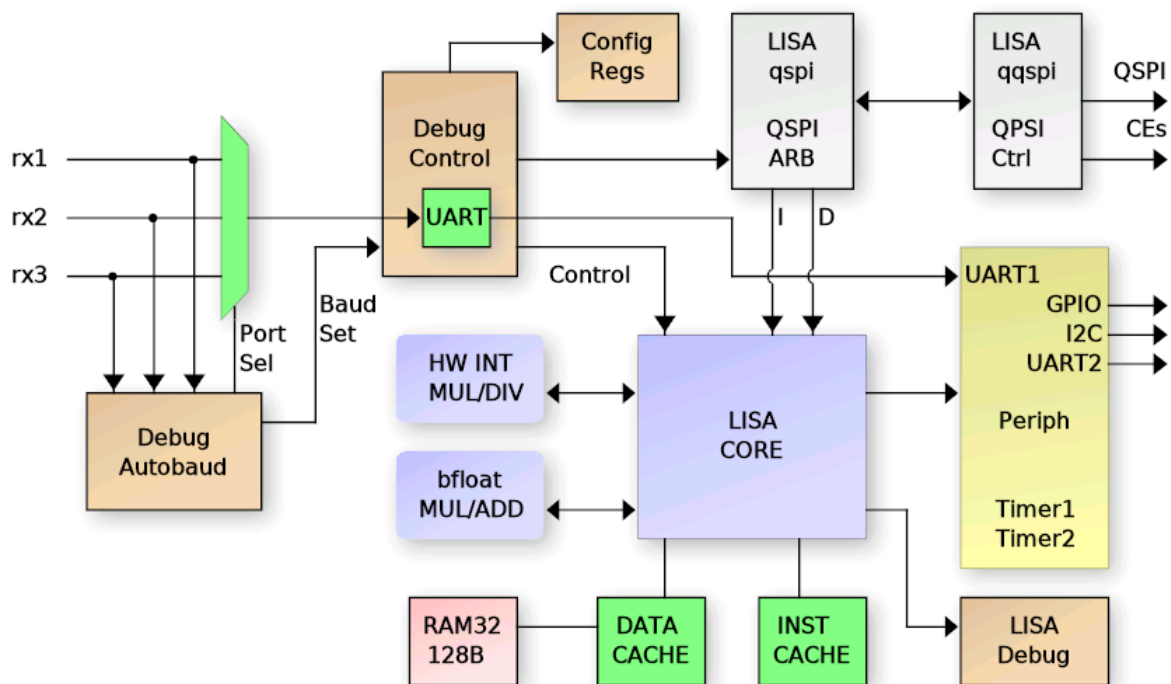 Config
Regs
LISA
qspi
QSPI
ARB
LISA
qqspi
QPSI
Ctrl
QSPI
CEs
Debug
Control
UART
rx1
rx2
rx3
I
D
Control
Baud
Set
Port
Sel
UART1
GPIO
I2C
UART2
Periph
Timer1
Timer2
HW INT
MUL/DIV
LISA
CORE
Debug
Autobaud
bfloat
MUL/ADD
RAM32
128B
DATA
CACHE
INST
CACHE
LISA
Debug